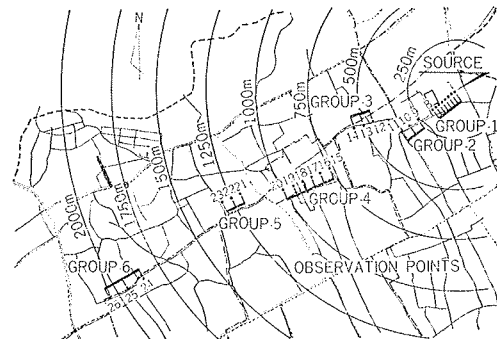 N
SOURCE
250m
500m
750m
1000m
1250m
1500m
1750m
2000m
GROUP-1
GROUP-2
GROUP-3
14131211
GROUP-4
GROUP-5
GROUP-6
OBSERVATION POINTS